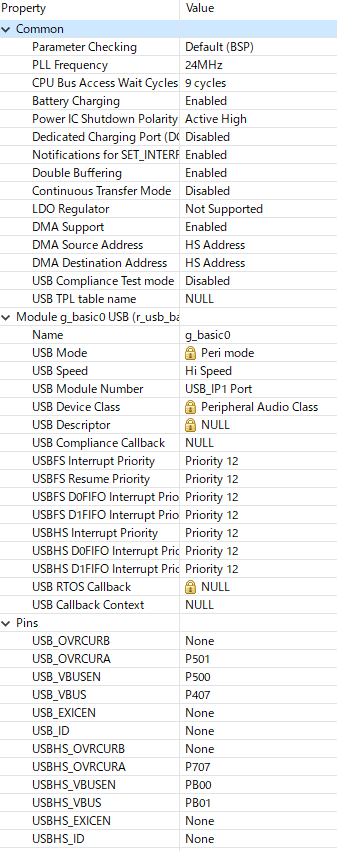 Property Value
Common
Parameter Checking Default (BSP)
PLL Frequency 24MHz
CPU Bus Access Wait Cycles 9 cycles
Battery Charging Enabled
Power IC Shutdown Polarity Active High
Dedicated Charging Port (DC Disabled
Notifications for SET_INTERF Enabled
Double Buffering Enabled
Continuous Transfer Mode Disabled
LDO Regulator Not Supported
DMA Support Enabled
DMA Source Address HS Address
DMA Destination Address HS Address
USB Compliance Test mode Disabled
USB TPL table name NULL
Module g_basic0 USB (r_usb_ba
Name g_basic0
USB Mode Peri mode
USB Speed Hi Speed
USB Module Number USB_IP1 Port
USB Device Class Peripheral Audio Class
USB Descriptor NULL
USB Compliance Callback NULL
USBFS Interrupt Priority Priority 12
USBFS Resume Priority Priority 12
USBFS D0FIFO Interrupt Prio Priority 12
USBFS D1FIFO Interrupt Prio Priority 12
USBHS Interrupt Priority Priority 12
USBHS D0FIFO Interrupt Pric Priority 12
USBHS D1FIFO Interrupt Pric Priority 12
USB RTOS Callback NULL
USB Callback Context NULL
Pins
USB_OVRCURB None
USB_OVRCURA P501
USB_VBUSEN P500
USB_VBUS P407
USB_EXICEN None
USB_ID None
USBHS_OVRCURB None
USBHS_OVRCURA P707
USBHS_VBUSEN PB00
USBHS_VBUS PB01
USBHS_EXICEN None
USBHS_ID None